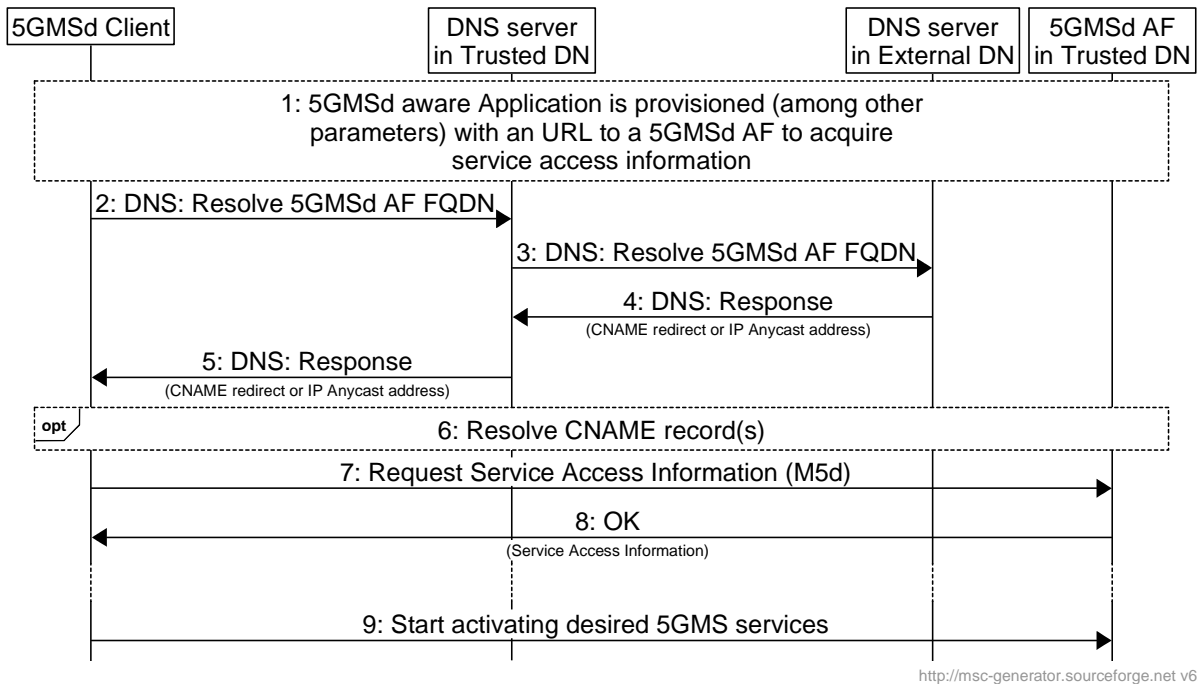 5GMSd Client
DNS server
in Trusted DN
DNS server
in External DN
5GMSd AF
in Trusted DN
1: 5GMSd aware Application is provisioned (among other
parameters) with an URL to a 5GMSd AF to acquire
service access information
2: DNS: Resolve 5GMSd AF FQDN
3: DNS: Resolve 5GMSd AF FQDN
4: DNS: Response
(CNAME redirect or IP Anycast address)
5: DNS: Response
(CNAME redirect or IP Anycast address)
opt
6: Resolve CNAME record(s)
7: Request Service Access Information (M5d)
8: OK
(Service Access Information)
9: Start activating desired 5GMS services
http://msc-generator.sourceforge.net v6